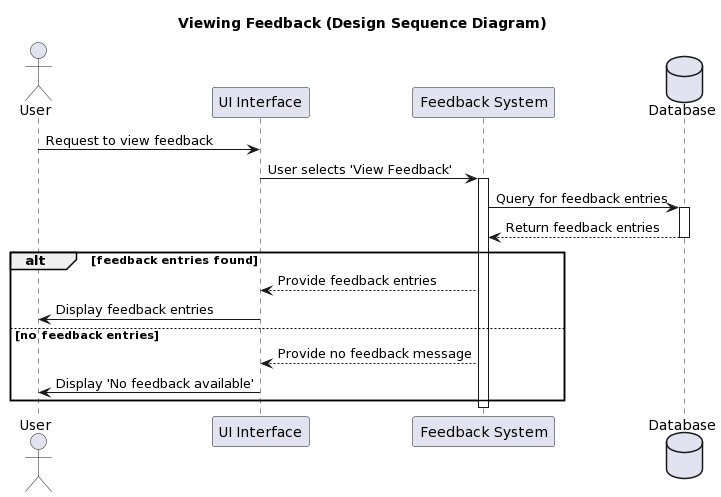 Viewing Feedback (Design Sequence Diagram)
User
UI Interface
Feedback System
Database
Request to view feedback
User selects 'View Feedback'
Query for feedback entries
Return feedback entries
alt
[feedback entries found]
Provide feedback entries
Display feedback entries
[no feedback entries]
Provide no feedback message
Display 'No feedback available'
User
UI Interface
Feedback System
Database